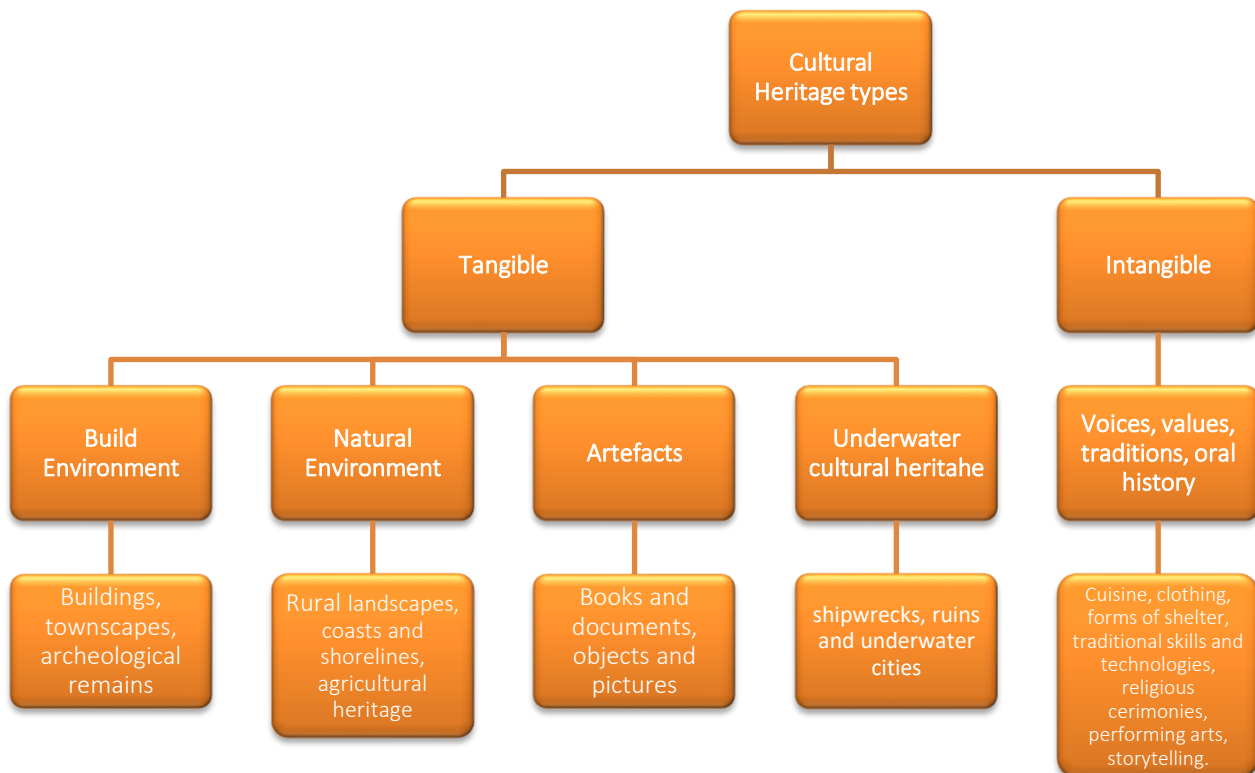 Cultural
Heritage types
Tangible
Intangible
Build
Environment
Natural
Environment
Artefacts
Underwater
cultural heritahe
Voices, values,
traditions, oral
history
Buildings,
townscapes,
archeological
remains
Rural landscapes,
coasts and
shorelines,
agricultural
heritage
Books and
documents,
objects and
pictures
shipwrecks, ruins
and underwater
cities
Cuisine, clothing,
forms of shelter,
traditional skills and
technologies,
religious
cerimonies,
performing arts,
storytelling.